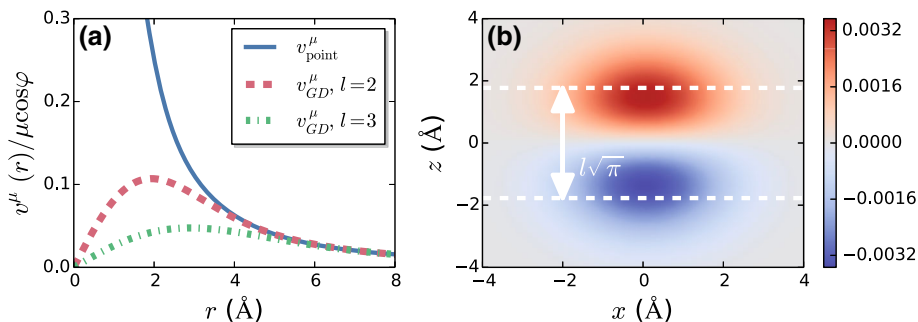 (a)
v^μ_point
v^μ_GD, l=2
v^μ_GD, l=3
0.3
0.2
0.1
0.0
v^μ(r)/μcosφ
0 2 4 6 8
r (Å)
(b)
l√π
4
2
0
−2
−4
z (Å)
−4 −2 0 2 4
x (Å)
0.0032
0.0016
0.0000
−0.0016
−0.0032